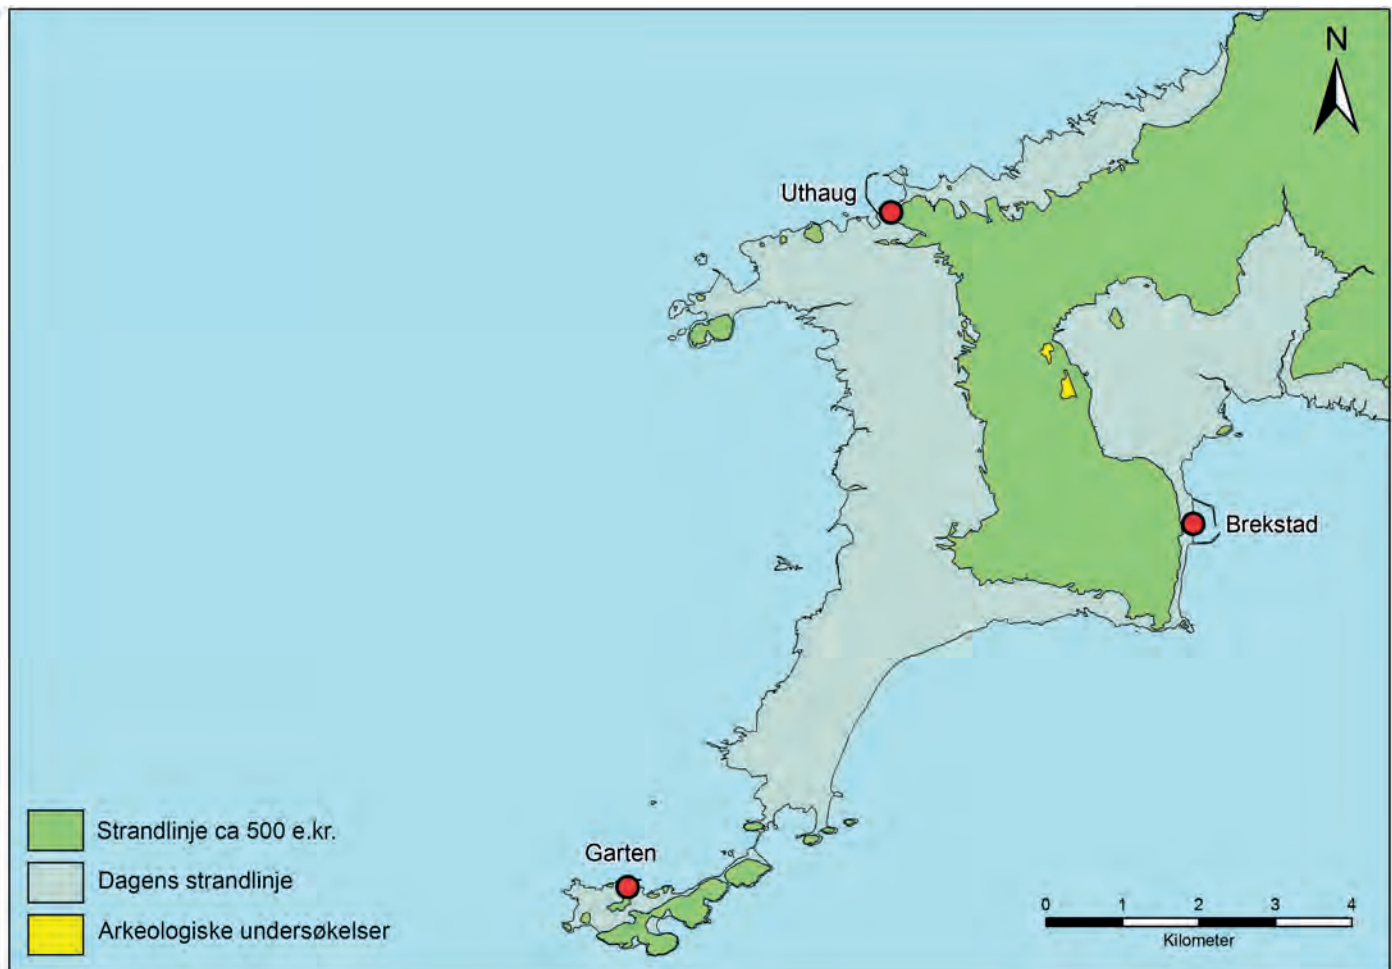 N
Uthaug
Brekstad
Garten
Strandlinje ca 500 e.kr.
Dagens strandlinje
Arkeologiske undersøkelser
0 1 2 3 4
Kilometer